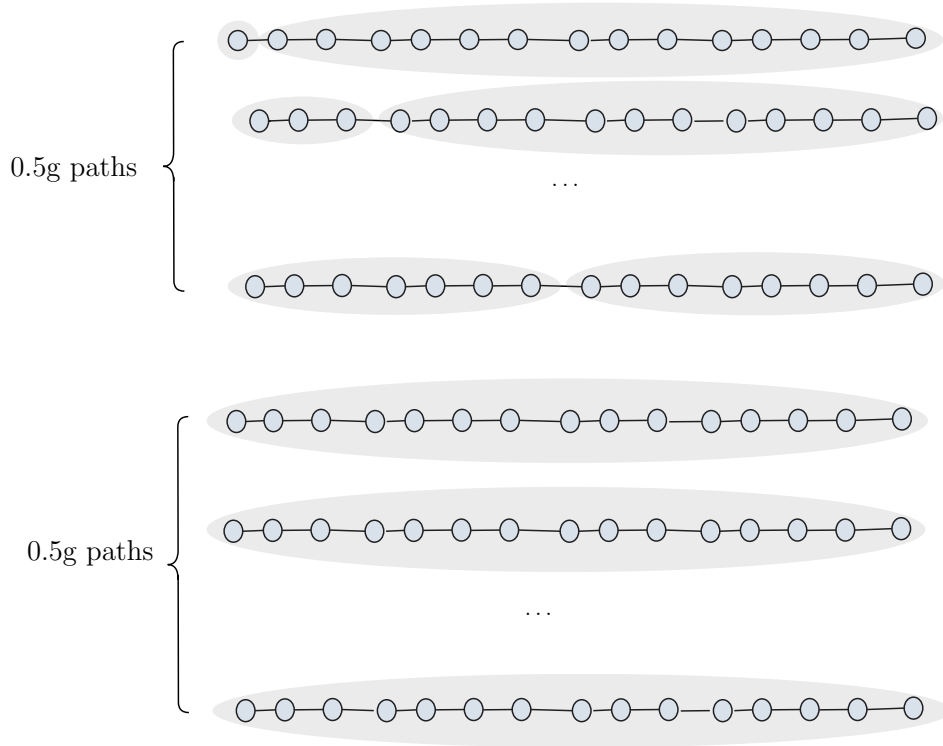 0.5g paths
. . .
0.5g paths
. . .